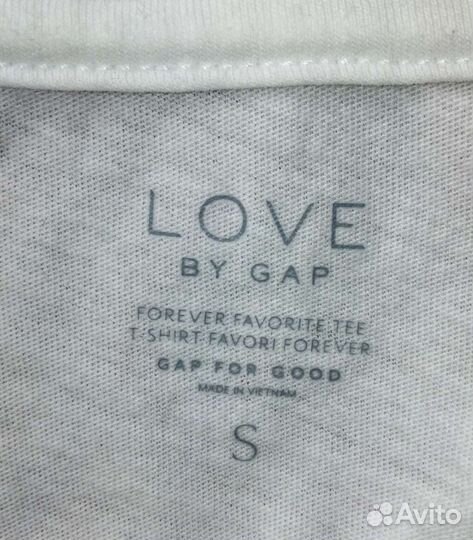 LOVE
BY GAP
FOREVER FAVORITE TEE
T-SHIRT FAVORI FOREVER
GAP FOR GOOD
MADE IN VIETNAM
S
Avito